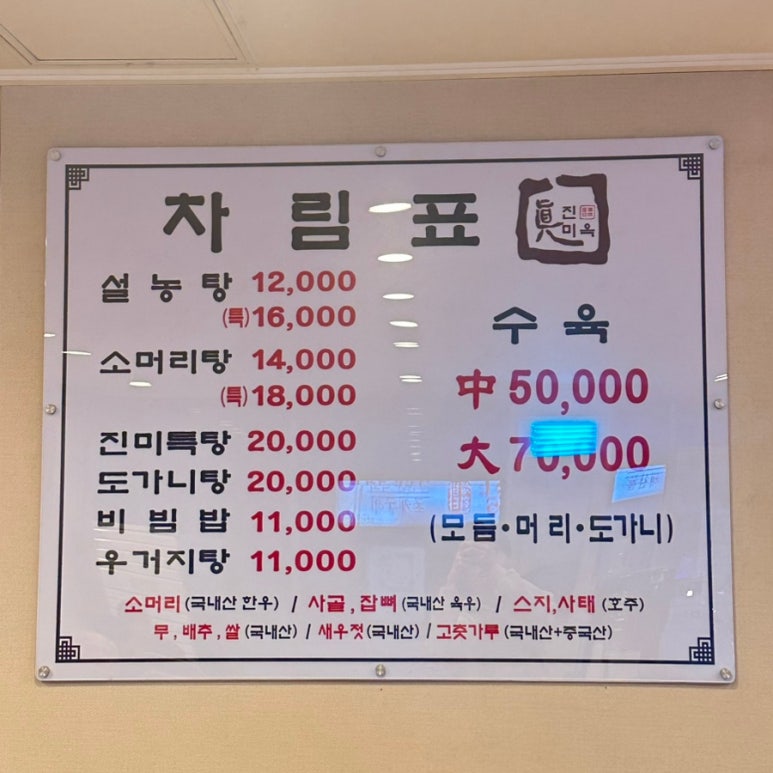 차림표
眞 진미옥
설농탕 12,000
(특)16,000
소머리탕 14,000
(특)18,000
진미특탕 20,000
도가니탕 20,000
비빔밥 11,000
우거지탕 11,000
수육
中 50,000
大 70,000
(모듬·머리·도가니)
소머리(국내산 한우) / 사골,잡뼈(국내산 육우) / 스지,사태(호주)
무,배추,쌀(국내산) / 새우젓(국내산) / 고춧가루(국내산+중국산)